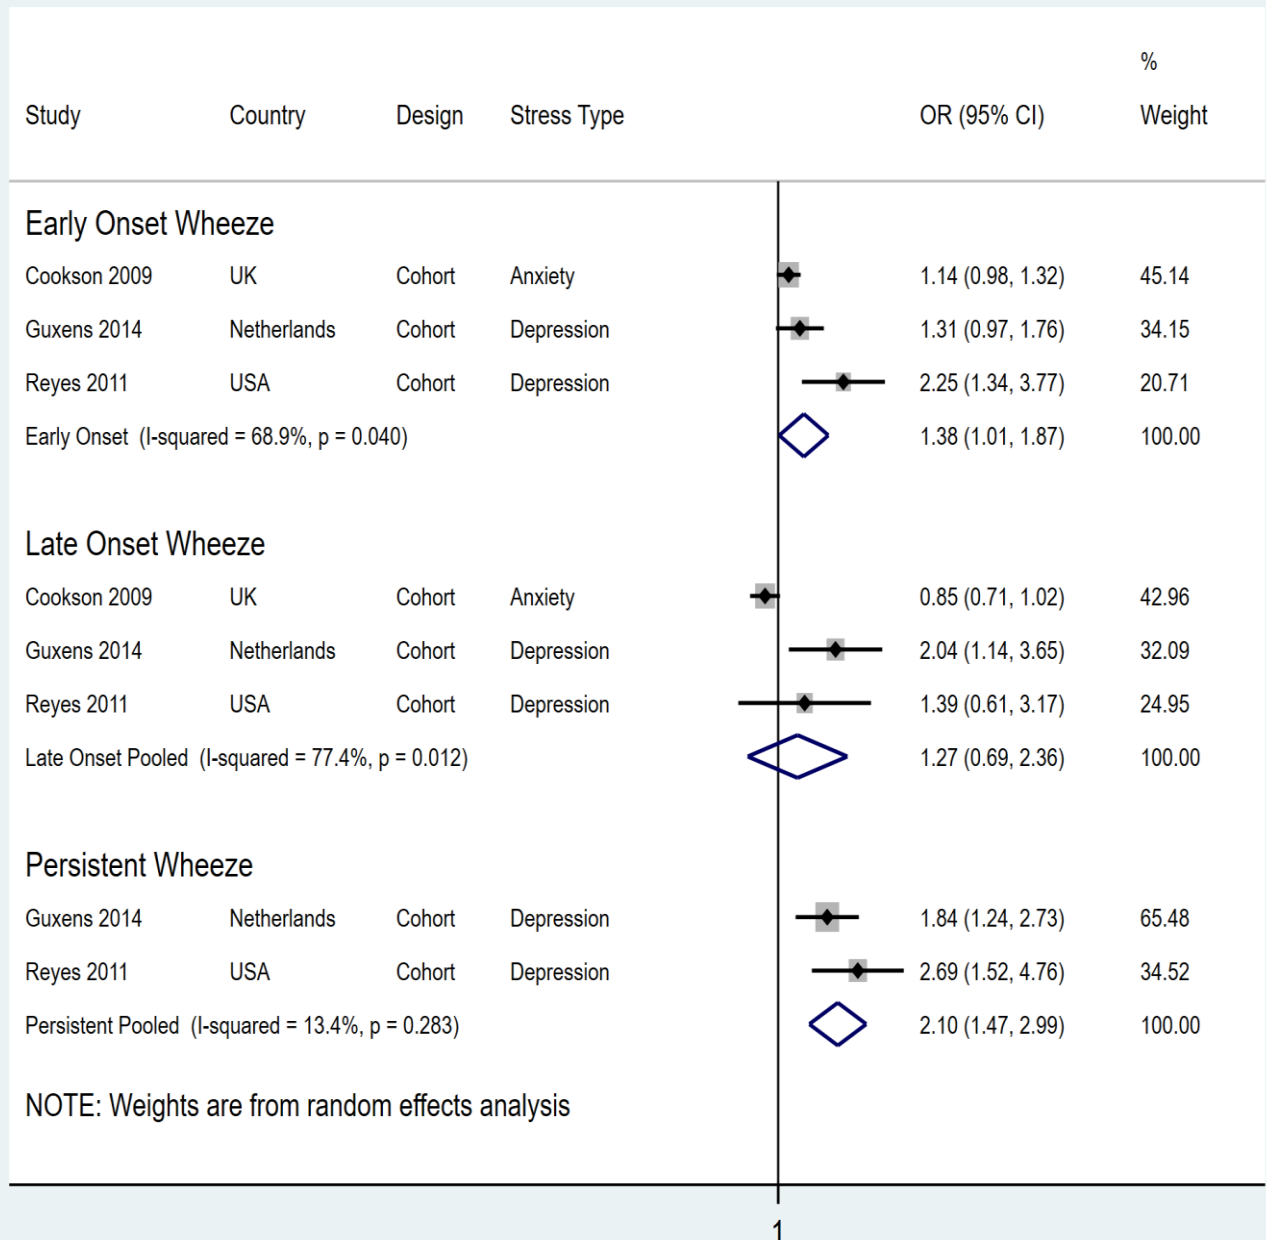 %
Study Country Design Stress Type OR (95% CI) Weight
Early Onset Wheeze
Cookson 2009 UK Cohort Anxiety 1.14 (0.98, 1.32) 45.14
Guxens 2014 Netherlands Cohort Depression 1.31 (0.97, 1.76) 34.15
Reyes 2011 USA Cohort Depression 2.25 (1.34, 3.77) 20.71
Early Onset (I-squared = 68.9%, p = 0.040) 1.38 (1.01, 1.87) 100.00
Late Onset Wheeze
Cookson 2009 UK Cohort Anxiety 0.85 (0.71, 1.02) 42.96
Guxens 2014 Netherlands Cohort Depression 2.04 (1.14, 3.65) 32.09
Reyes 2011 USA Cohort Depression 1.39 (0.61, 3.17) 24.95
Late Onset Pooled (I-squared = 77.4%, p = 0.012) 1.27 (0.69, 2.36) 100.00
Persistent Wheeze
Guxens 2014 Netherlands Cohort Depression 1.84 (1.24, 2.73) 65.48
Reyes 2011 USA Cohort Depression 2.69 (1.52, 4.76) 34.52
Persistent Pooled (I-squared = 13.4%, p = 0.283) 2.10 (1.47, 2.99) 100.00
NOTE: Weights are from random effects analysis
1